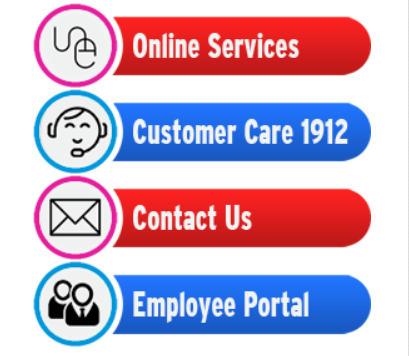 Online Services
Customer Care 1912
Contact Us
Employee Portal